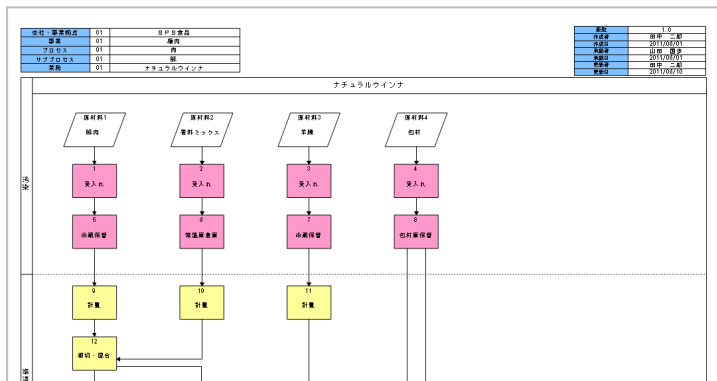 会社・事業拠点 01 SPS食品
事業 01 豚肉
プロセス 01 肉
サブプロセス 01 豚
業務 01 ナチュラルウインナ
版数 1.0
作成者 田中 二郎
作成日 2011/06/01
承認者 山田
承認日 2011/06/01
更新者 田中 二郎
更新日 2011/06/10
ナチュラルウインナ
原材料1 原材料2 原材料3 原材料4
豚肉 香料ミックス 羊腸 包材
汚染
1 2 3 4
受入れ 受入れ 受入れ 受入れ
5 6 7 8
冷蔵保管 常温庫倉庫 冷蔵保管 包材庫保管
9 10 11
計量 計量 計量
12
細切・混合